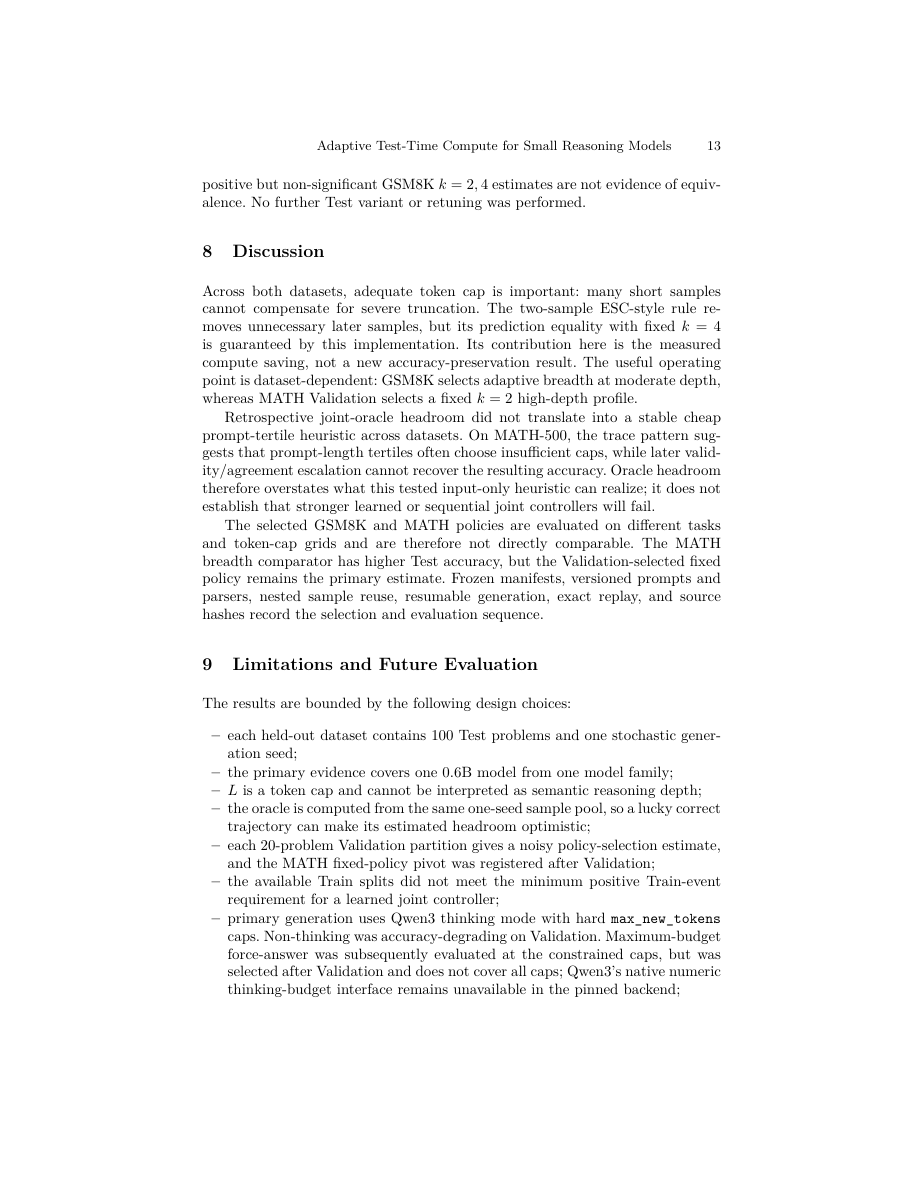 Adaptive Test-Time Compute for Small Reasoning Models 13
positive but non-significant GSM8K k = 2, 4 estimates are not evidence of equiv-
alence. No further Test variant or retuning was performed.
8 Discussion
Across both datasets, adequate token cap is important: many short samples
cannot compensate for severe truncation. The two-sample ESC-style rule re-
moves unnecessary later samples, but its prediction equality with fixed k = 4
is guaranteed by this implementation. Its contribution here is the measured
compute saving, not a new accuracy-preservation result. The useful operating
point is dataset-dependent: GSM8K selects adaptive breadth at moderate depth,
whereas MATH Validation selects a fixed k = 2 high-depth profile.
Retrospective joint-oracle headroom did not translate into a stable cheap
prompt-tertile heuristic across datasets. On MATH-500, the trace pattern sug-
gests that prompt-length tertiles often choose insufficient caps, while later valid-
ity/agreement escalation cannot recover the resulting accuracy. Oracle headroom
therefore overstates what this tested input-only heuristic can realize; it does not
establish that stronger learned or sequential joint controllers will fail.
The selected GSM8K and MATH policies are evaluated on different tasks
and token-cap grids and are therefore not directly comparable. The MATH
breadth comparator has higher Test accuracy, but the Validation-selected fixed
policy remains the primary estimate. Frozen manifests, versioned prompts and
parsers, nested sample reuse, resumable generation, exact replay, and source
hashes record the selection and evaluation sequence.
9 Limitations and Future Evaluation
The results are bounded by the following design choices:
– each held-out dataset contains 100 Test problems and one stochastic gener-
ation seed;
– the primary evidence covers one 0.6B model from one model family;
– L is a token cap and cannot be interpreted as semantic reasoning depth;
– the oracle is computed from the same one-seed sample pool, so a lucky correct
trajectory can make its estimated headroom optimistic;
– each 20-problem Validation partition gives a noisy policy-selection estimate,
and the MATH fixed-policy pivot was registered after Validation;
– the available Train splits did not meet the minimum positive Train-event
requirement for a learned joint controller;
– primary generation uses Qwen3 thinking mode with hard max_new_tokens
caps. Non-thinking was accuracy-degrading on Validation. Maximum-budget
force-answer was subsequently evaluated at the constrained caps, but was
selected after Validation and does not cover all caps; Qwen3's native numeric
thinking-budget interface remains unavailable in the pinned backend;